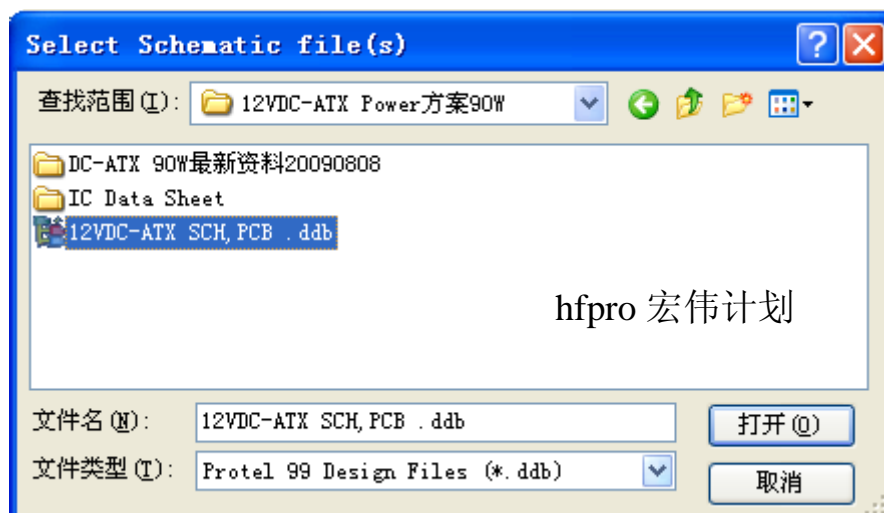 Select Schematic file(s)
查找范围(I): 12VDC-ATX Power方案90W
DC-ATX 90W最新资料20090808
IC Data Sheet
12VDC-ATX SCH,PCB .ddb
hfpro 宏伟计划
文件名(N): 12VDC-ATX SCH,PCB .ddb 打开(O)
文件类型(T): Protel 99 Design Files (*.ddb) 取消